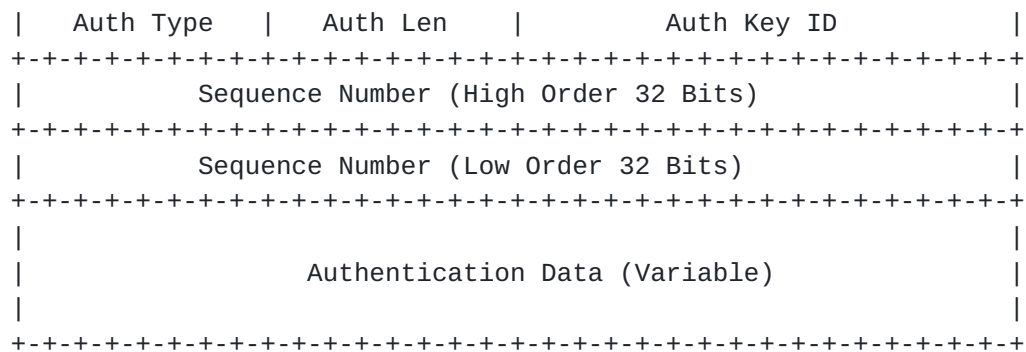 |   Auth Type   |   Auth Len    |         Auth Key ID           |
+-+-+-+-+-+-+-+-+-+-+-+-+-+-+-+-+-+-+-+-+-+-+-+-+-+-+-+-+-+-+-+-+
|           Sequence Number (High Order 32 Bits)                |
+-+-+-+-+-+-+-+-+-+-+-+-+-+-+-+-+-+-+-+-+-+-+-+-+-+-+-+-+-+-+-+-+
|           Sequence Number (Low Order 32 Bits)                 |
+-+-+-+-+-+-+-+-+-+-+-+-+-+-+-+-+-+-+-+-+-+-+-+-+-+-+-+-+-+-+-+-+
|                                                               |
|                  Authentication Data (Variable)               |
|                                                               |
+-+-+-+-+-+-+-+-+-+-+-+-+-+-+-+-+-+-+-+-+-+-+-+-+-+-+-+-+-+-+-+-+